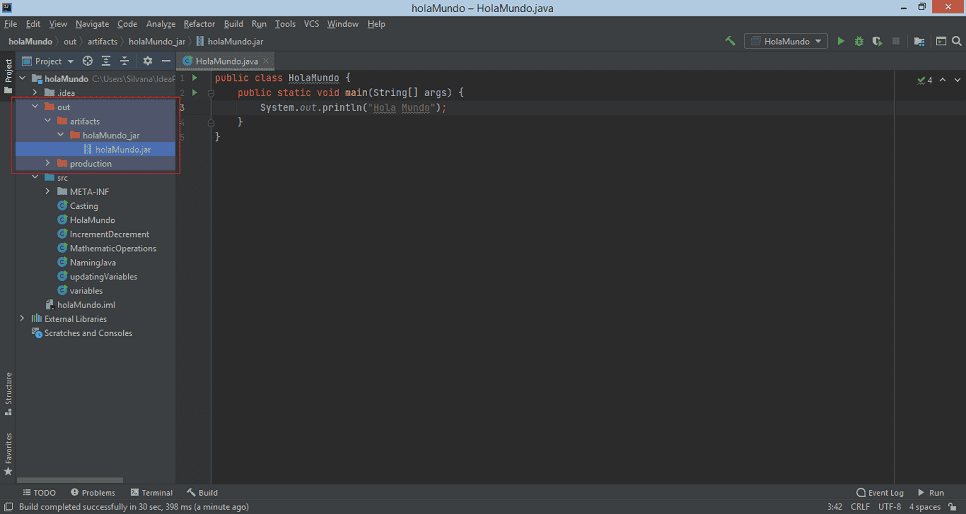 holaMundo – HolaMundo.java
File Edit View Navigate Code Analyze Refactor Build Run Tools VCS Window Help
holaMundo out artifacts holaMundo_jar holaMundo.jar
HolaMundo
Project
HolaMundo.java
Project
holaMundo C:\Users\Silvana\IdeaP
.idea
out
artifacts
holaMundo_jar
holaMundo.jar
production
src
META-INF
Casting
HolaMundo
IncrementDecrement
MathematicOperations
NamingJava
updatingVariables
variables
holaMundo.iml
External Libraries
Scratches and Consoles
1 public class HolaMundo {
2 public static void main(String[] args) {
3 System.out.println("Hola Mundo");
4 }
5 }
4
Structure
Favorites
TODO Problems Terminal Build Event Log Run
Build completed successfully in 30 sec, 398 ms (a minute ago) 3:42 CRLF UTF-8 4 spaces